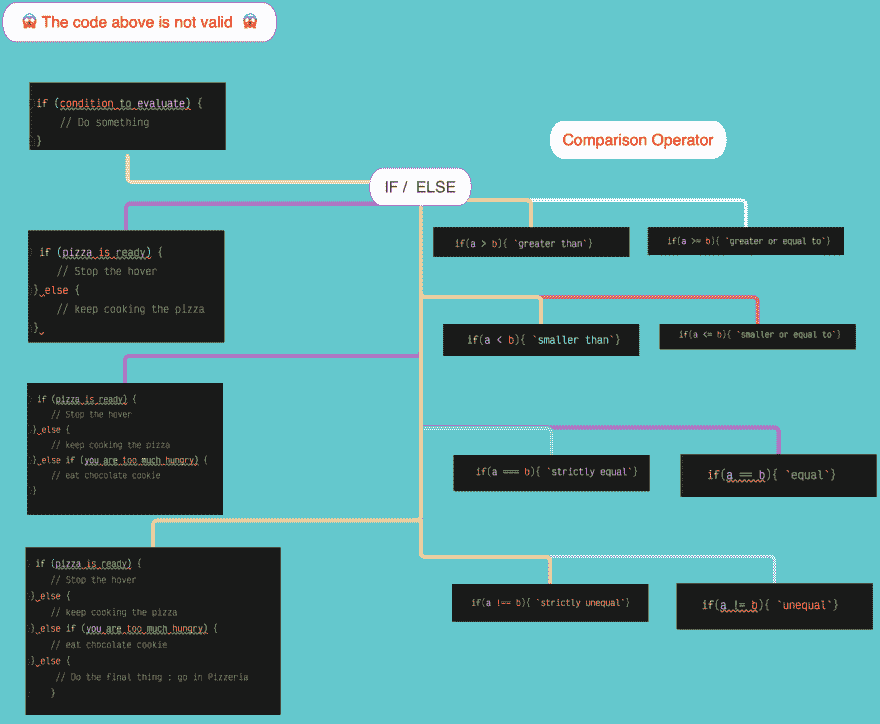 😱 The code above is not valid 😱
if (condition to evaluate) {
// Do something
}
Comparison Operator
IF / ELSE
if (pizza is ready) {
// Stop the hover
} else {
// keep cooking the pizza
}
if(a > b){ `greater than`}
if(a >= b){ `greater or equal to`}
if(a < b){ `smaller than`}
if(a <= b){ `smaller or equal to`}
if (pizza is ready) {
// Stop the hover
} else {
// keep cooking the pizza
} else if (you are too much hungry) {
// eat chocolate cookie
}
if(a === b){ `strictly equal`}
if(a == b){ `equal`}
if (pizza is ready) {
// Stop the hover
} else {
// keep cooking the pizza
} else if (you are too much hungry) {
// eat chocolate cookie
} else {
// Do the final thing : go in Pizzeria
}
if(a !== b){ `strictly unequal`}
if(a != b){ `unequal`}